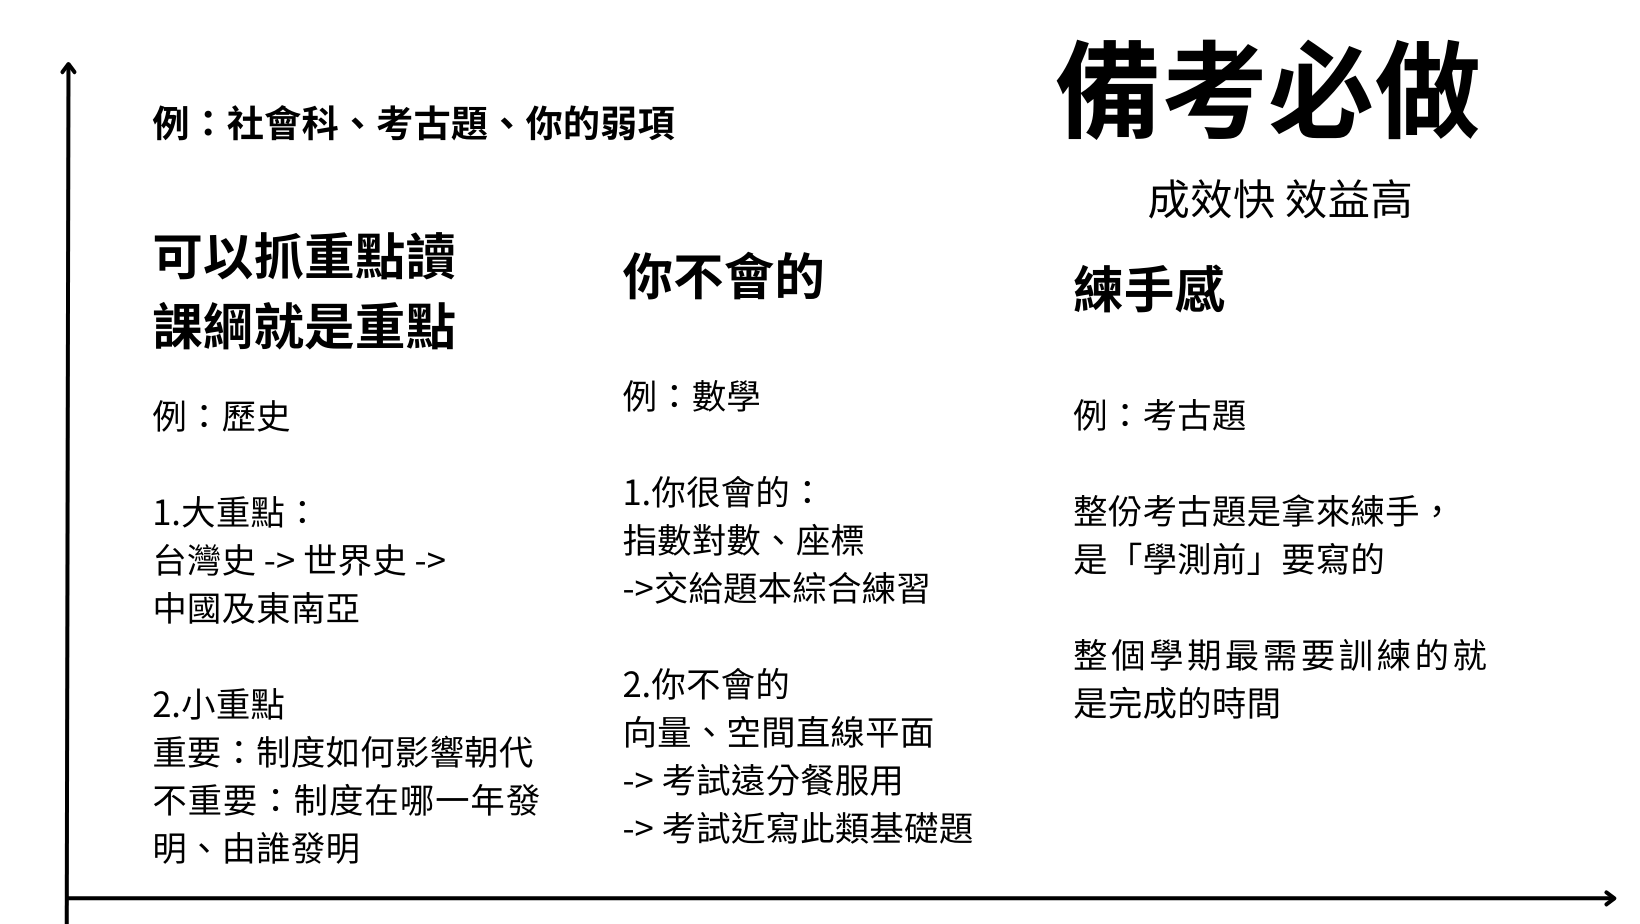 備考必做
成效快 效益高
例：社會科、考古題、你的弱項
可以抓重點讀
課綱就是重點
例：歷史
1.大重點：
台灣史 -> 世界史 ->
中國及東南亞
2.小重點
重要：制度如何影響朝代
不重要：制度在哪一年發
明、由誰發明
你不會的
例：數學
1.你很會的：
指數對數、座標
->交給題本綜合練習
2.你不會的
向量、空間直線平面
-> 考試遠分餐服用
-> 考試近寫此類基礎題
練手感
例：考古題
整份考古題是拿來練手，
是「學測前」要寫的
整個學期最需要訓練的就
是完成的時間